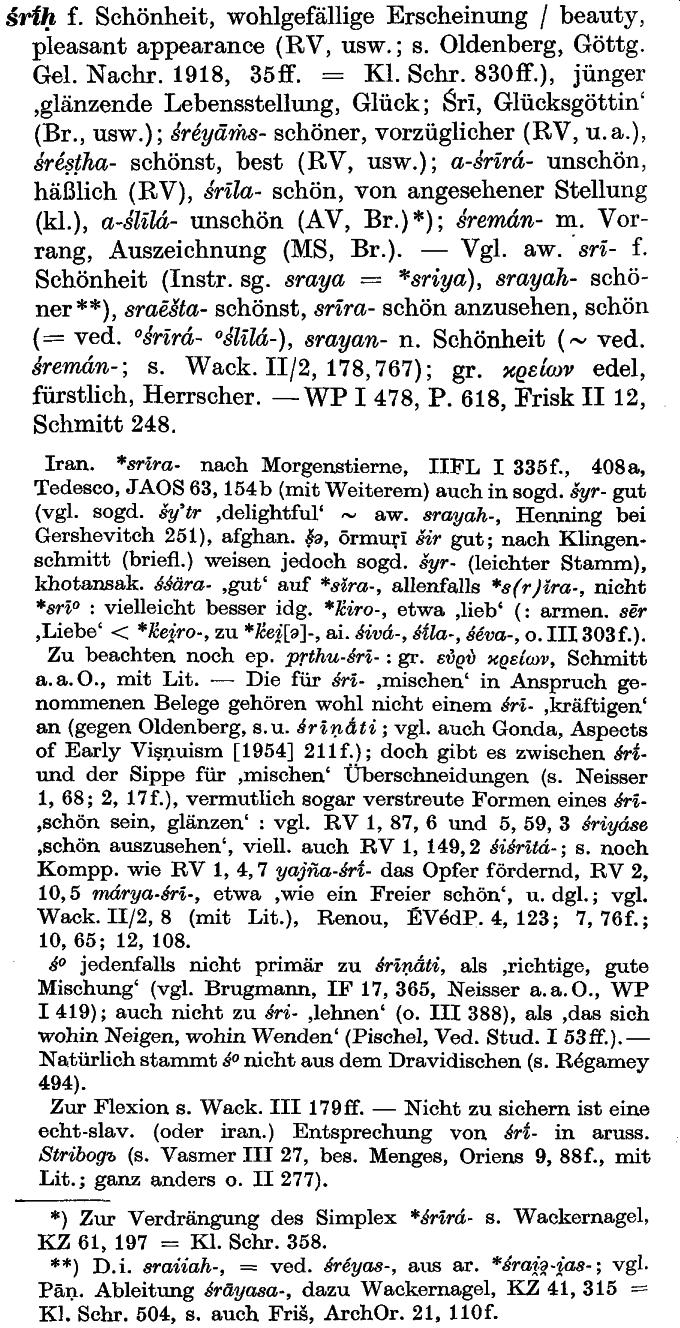 śrī́ḥ f. Schönheit, wohlgefällige Erscheinung / beauty,
pleasant appearance (RV, usw.; s. Oldenberg, Göttg.
Gel. Nachr. 1918, 35ff. = Kl. Schr. 830ff.), jünger
‚glänzende Lebensstellung, Glück; Śrī, Glücksgöttin‘
(Br., usw.); śréyāṁs- schöner, vorzüglicher (RV, u. a.),
śréṣṭha- schönst, best (RV, usw.); a-śrīrá- unschön,
häßlich (RV), śrīla- schön, von angesehener Stellung
(kl.), a-ślīlá- unschön (AV, Br.)*); śremán- m. Vor-
rang, Auszeichnung (MS, Br.). — Vgl. aw. srī- f.
Schönheit (Instr. sg. sraya = *sriya), srayah- schö-
ner**), sraēšta- schönst, srīra- schön anzusehen, schön
(= ved. °śrīrá- °ślīlá-), srayan- n. Schönheit (~ ved.
śremán-; s. Wack. II/2, 178,767); gr. κρείων edel,
fürstlich, Herrscher. — WP I 478, P. 618, Frisk II 12,
Schmitt 248.
Iran. *srīra- nach Morgenstierne, IIFL I 335f., 408a,
Tedesco, JAOS 63, 154b (mit Weiterem) auch in sogd. šyr- gut
(vgl. sogd. šy’tr ‚delightful‘ ~ aw. srayah-, Henning bei
Gershevitch 251), afghan. ṣ̌ə, ōrmuṛī šir gut; nach Klingen-
schmitt (briefl.) weisen jedoch sogd. šyr- (leichter Stamm),
khotansak. śśära- ‚gut‘ auf *sĭra-, allenfalls *s(r)ĭra-, nicht
*srī° : vielleicht besser idg. *k̑iro-, etwa ‚lieb‘ (: armen. sēr
‚Liebe‘ < *k̑ei̯ro-, zu *k̑ei̯[ə]-, ai. śivá-, śī́la-, śéva-, o. III 303f.).
Zu beachten noch ep. pṛthu-śrī- : gr. εὐρὺ κρείων, Schmitt
a. a. O., mit Lit. — Die für śrī- ‚mischen‘ in Anspruch ge-
nommenen Belege gehören wohl nicht einem śrī- ‚kräftigen‘
an (gegen Oldenberg, s. u. śrīṇā́ti; vgl. auch Gonda, Aspects
of Early Viṣṇuism [1954] 211f.); doch gibt es zwischen śrī́-
und der Sippe für ‚mischen‘ Überschneidungen (s. Neisser
1, 68; 2, 17f.), vermutlich sogar verstreute Formen eines śrī-
‚schön sein, glänzen‘ : vgl. RV 1, 87, 6 und 5, 59, 3 śriyáse
‚schön auszusehen‘, viell. auch RV 1, 149, 2 śiśrītá-; s. noch
Kompp. wie RV 1, 4, 7 yajña-śrī́- das Opfer fördernd, RV 2,
10, 5 márya-śrī-, etwa ‚wie ein Freier schön‘, u. dgl.; vgl.
Wack. II/2, 8 (mit Lit.), Renou, ÉVédP. 4, 123; 7, 76f.;
10, 65; 12, 108.
ś° jedenfalls nicht primär zu śrīṇā́ti, als ‚richtige, gute
Mischung‘ (vgl. Brugmann, IF 17, 365, Neisser a. a. O., WP
I 419); auch nicht zu śri- ‚lehnen‘ (o. III 388), als ‚das sich
wohin Neigen, wohin Wenden‘ (Pischel, Ved. Stud. I 53ff.). —
Natürlich stammt ś° nicht aus dem Dravidischen (s. Régamey
494).
Zur Flexion s. Wack. III 179ff. — Nicht zu sichern ist eine
echt-slav. (oder iran.) Entsprechung von śrī́- in aruss.
Stribogъ (s. Vasmer III 27, bes. Menges, Oriens 9, 88f., mit
Lit.; ganz anders o. II 277).
*) Zur Verdrängung des Simplex *śrīrá- s. Wackernagel,
KZ 61, 197 = Kl. Schr. 358.
**) D. i. sraiiah-, = ved. śréyas-, aus ar. *śrai̯ə̯-i̯as-; vgl.
Pāṇ. Ableitung śrāyasa-, dazu Wackernagel, KZ 41, 315 =
Kl. Schr. 504, s. auch Friš, ArchOr. 21, 110f.